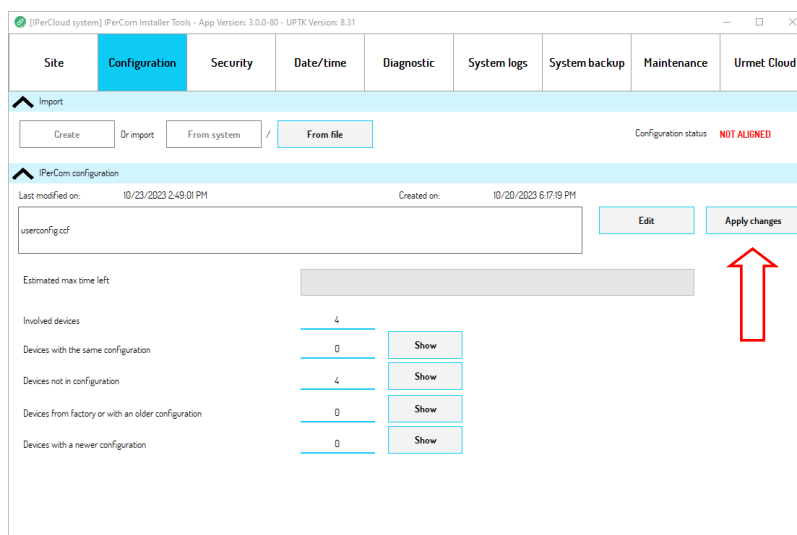 [IPerCloud system] IPerCom Installer Tools - App Version: 3.0.0-80 - UPTK Version: 8.31
Site Configuration Security Date/time Diagnostic System logs System backup Maintenance Urmet Cloud
Import
Create Or import From system / From file Configuration status NOT ALIGNED
IPerCom configuration
Last modified on: 10/23/2023 2:49:01 PM Created on: 10/20/2023 6:17:19 PM
userconfig.ccf Edit Apply changes
Estimated max time left
Involved devices 4
Devices with the same configuration 0 Show
Devices not in configuration 4 Show
Devices from factory or with an older configuration 0 Show
Devices with a newer configuration 0 Show